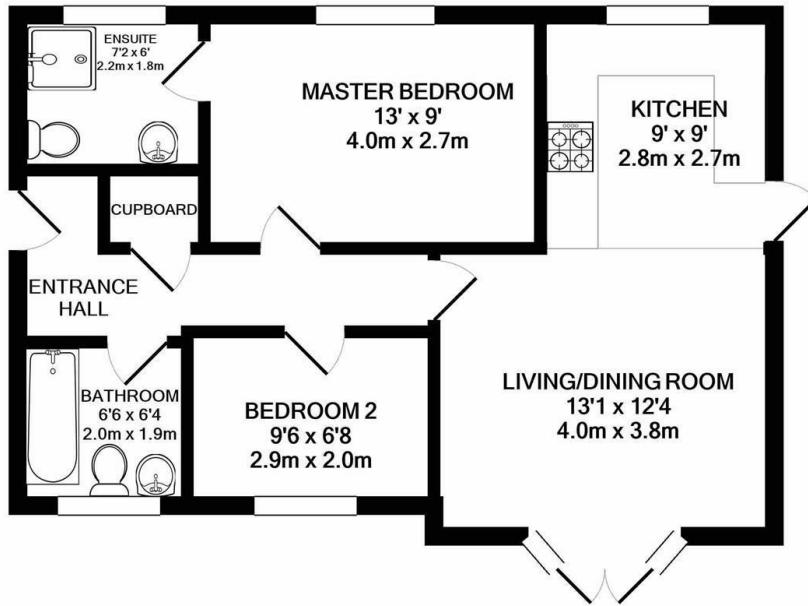 ENSUITE
7'2 x 6'
2.2m x 1.8m
MASTER BEDROOM
13' x 9'
4.0m x 2.7m
KITCHEN
9' x 9'
2.8m x 2.7m
CUPBOARD
ENTRANCE
HALL
BATHROOM
6'6 x 6'4
2.0m x 1.9m
BEDROOM 2
9'6 x 6'8
2.9m x 2.0m
LIVING/DINING ROOM
13'1 x 12'4
4.0m x 3.8m